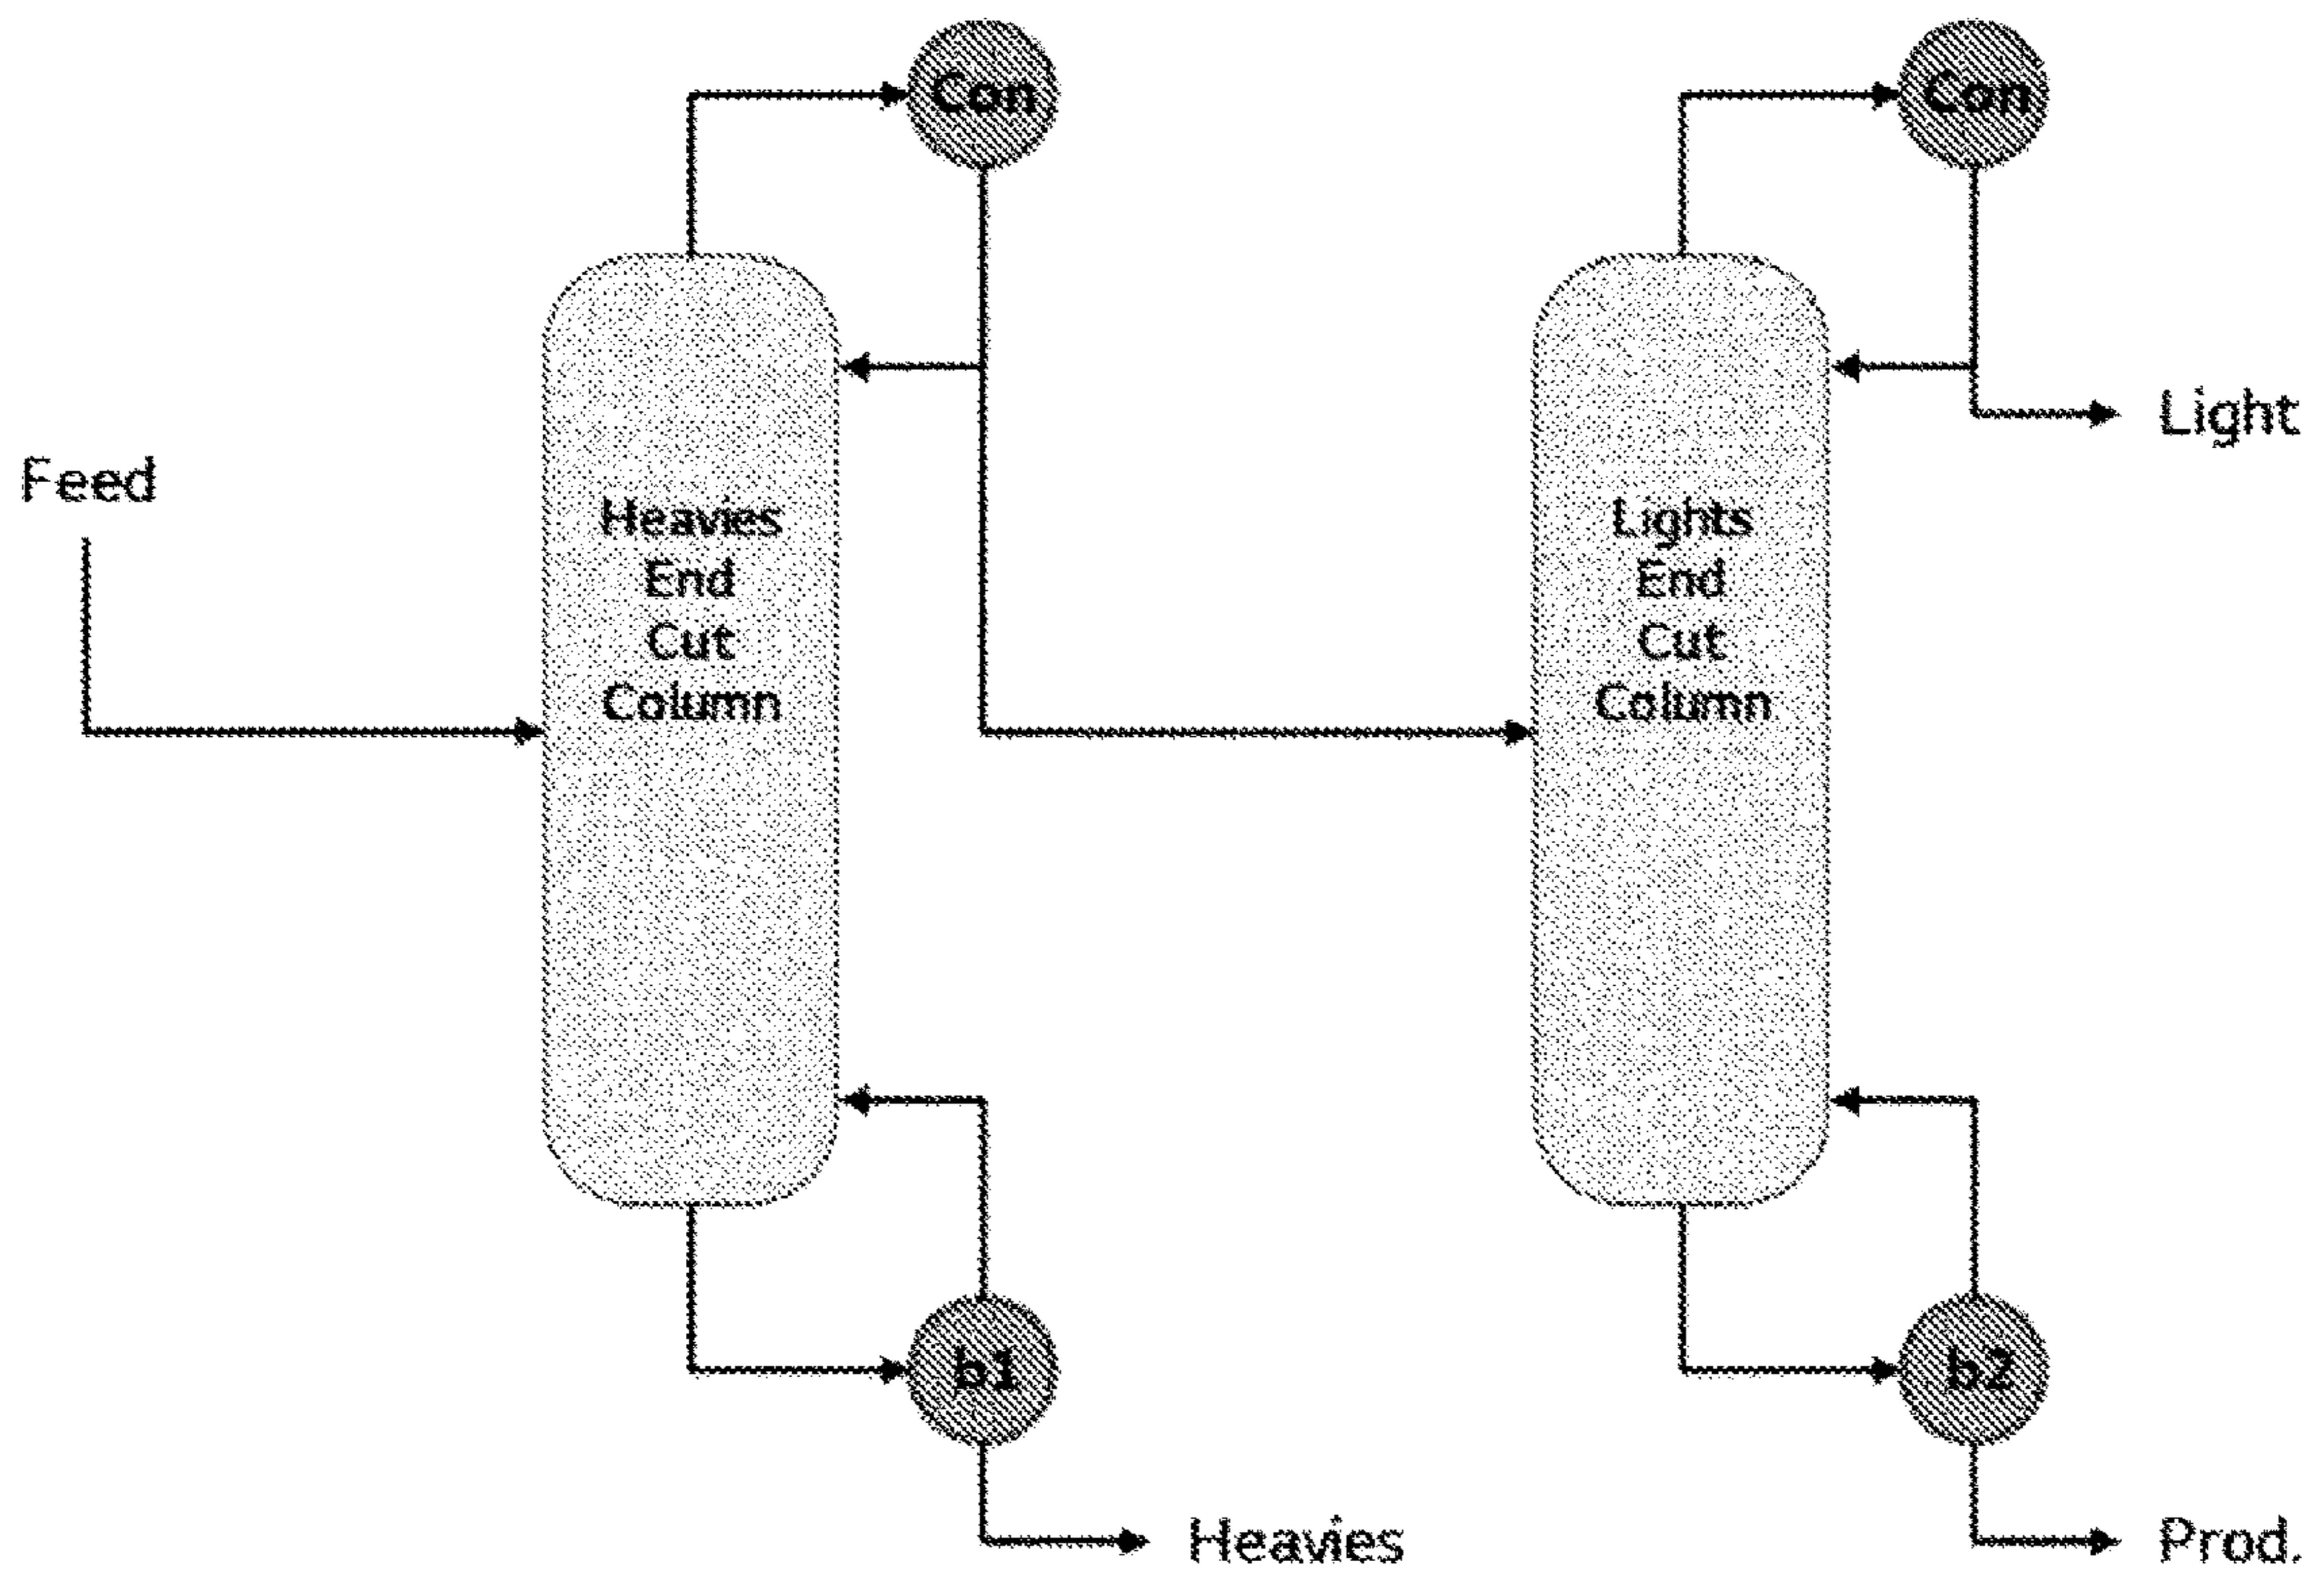 Con
Con
Feed
Heavies
End
Cut
Column
Lights
End
Cut
Column
Light
b1
b2
Heavies
Prod.